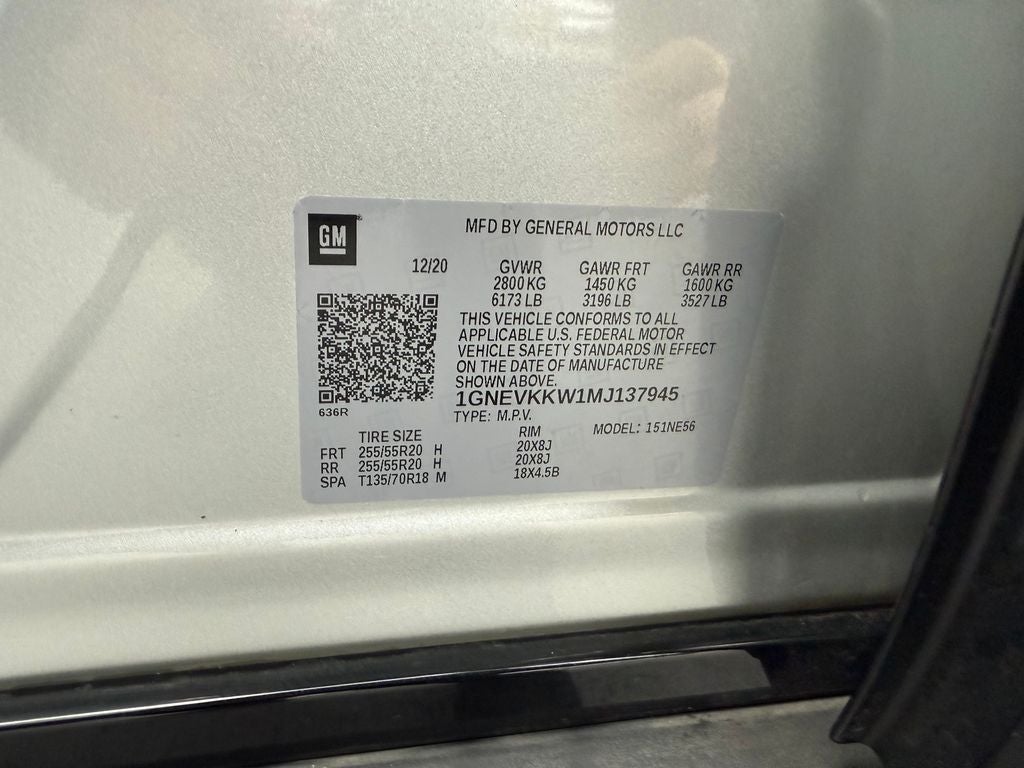 GM
MFD BY GENERAL MOTORS LLC
12/20 GVWR GAWR FRT GAWR RR
2800 KG 1450 KG 1600 KG
6173 LB 3196 LB 3527 LB
THIS VEHICLE CONFORMS TO ALL
APPLICABLE U.S. FEDERAL MOTOR
VEHICLE SAFETY STANDARDS IN EFFECT
ON THE DATE OF MANUFACTURE
SHOWN ABOVE.
1GNEVKKW1MJ137945
636R
TYPE: M.P.V. MODEL: 151NE56
TIRE SIZE RIM
FRT 255/55R20 H 20X8J
RR 255/55R20 H 20X8J
SPA T135/70R18 M 18X4.5B